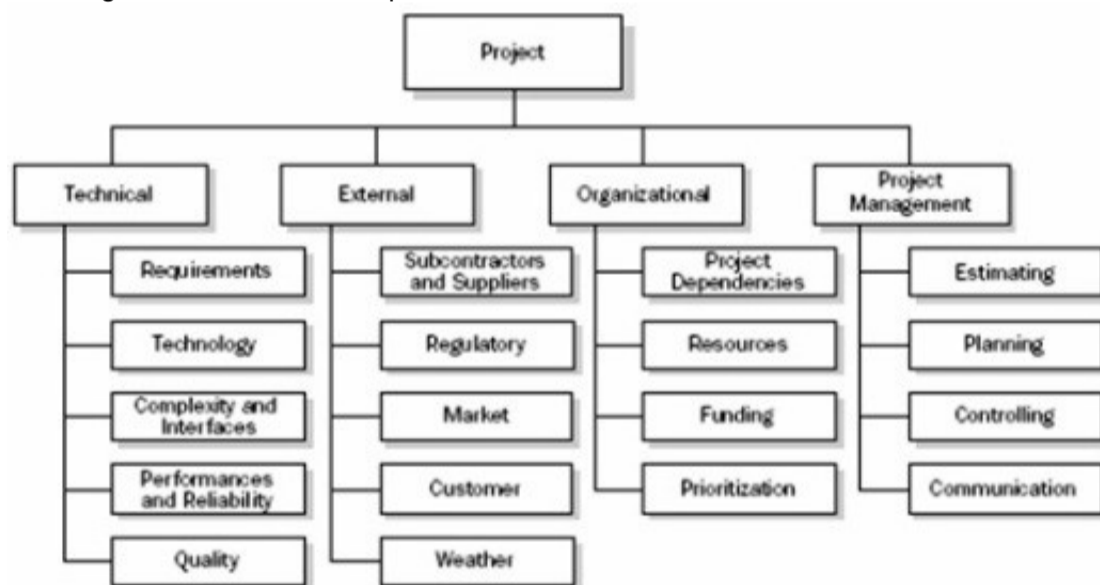 Project
Technical
External
Organizational
Project
Management
Requirements
Technology
Complexity and
Interfaces
Performances
and Reliability
Quality
Subcontractors
and Suppliers
Regulatory
Market
Customer
Weather
Project
Dependencies
Resources
Funding
Prioritization
Estimating
Planning
Controlling
Communication